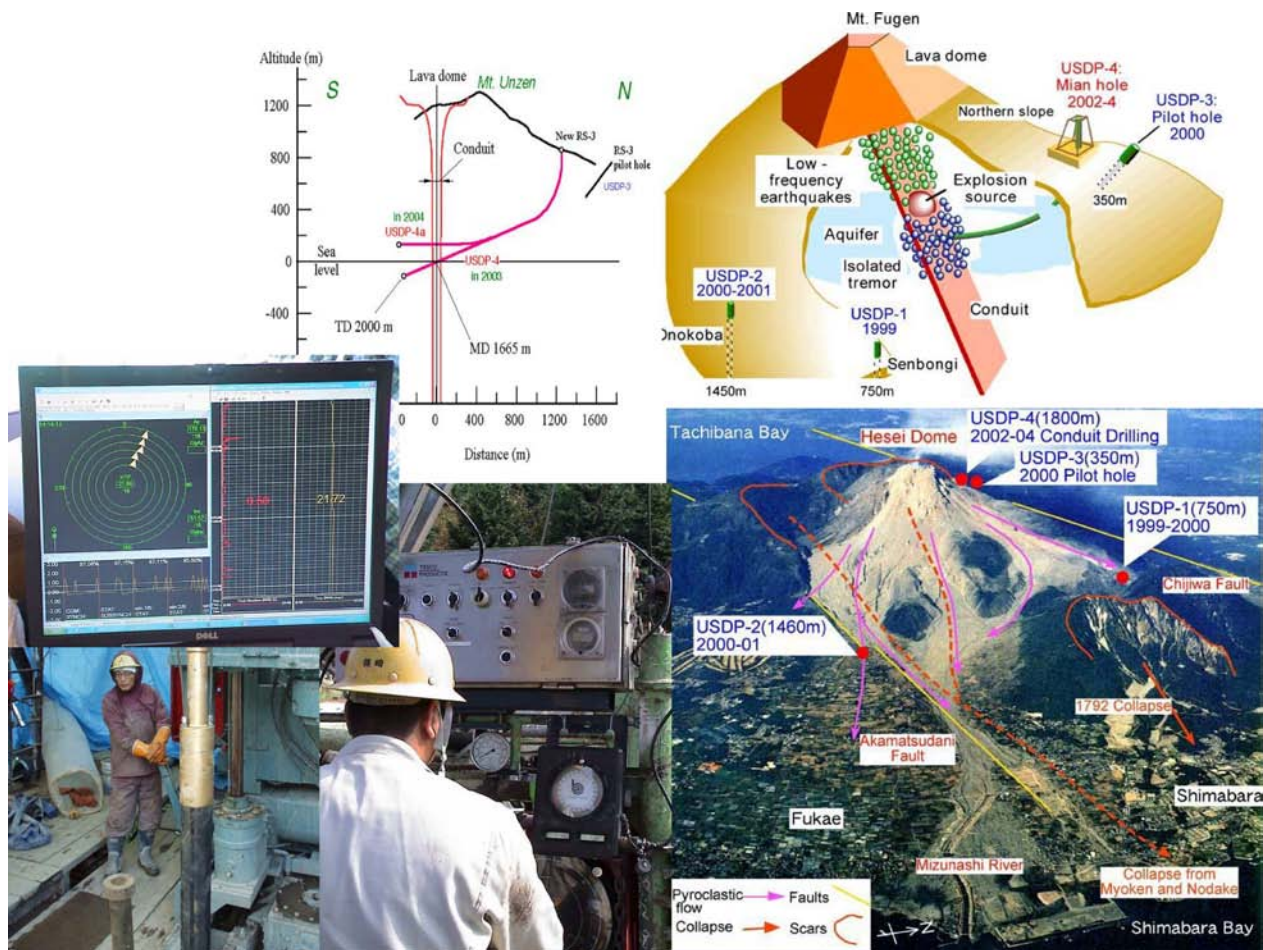 Altitude (m)
S
Lava dome
Mt. Unzen
N
1200
New RS-3
RS-3
pilot hole
USDP-3
Conduit
800
400
in 2004
USDP-4a
Sea
level
0
USDP-4
in 2003
-400
TD 2000 m
MD 1665 m
0
400
800
1200
1600
Distance (m)
Mt. Fugen
Lava dome
USDP-4:
Mian hole
2002-4
USDP-3:
Pilot hole
2000
Northern slope
350m
Low -
frequency
earthquakes
Explosion
source
Aquifer
Isolated
tremor
USDP-2
2000-2001
USDP-1
1999
Conduit
Onokoba
Senbongi
1450m
750m
0.50
21.72
DELL
TESCO
PRODUCTS
Tachibana Bay
Hesei Dome
USDP-4(1800m)
2002-04 Conduit Drilling
USDP-3(350m)
2000 Pilot hole
USDP-1(750m)
1999-2000
Chijiwa Fault
USDP-2(1460m)
2000-01
1792 Collapse
Akamatsudani
Fault
Shimabara
Fukae
Mizunashi River
Collapse from
Myoken and Nodake
Pyroclastic
flow
Faults
Collapse
Scars
Z
Shimabara Bay